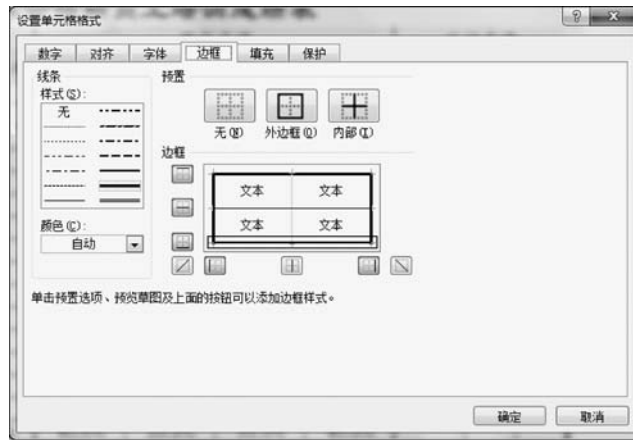 设置单元格格式
数字 对齐 字体 边框 填充 保护
线条
样式(S):
无
颜色(C):
自动
预置
无(N) 外边框(O) 内部(I)
边框
文本 文本
文本 文本
单击预置选项、预览草图及上面的按钮可以添加边框样式。
确定 取消